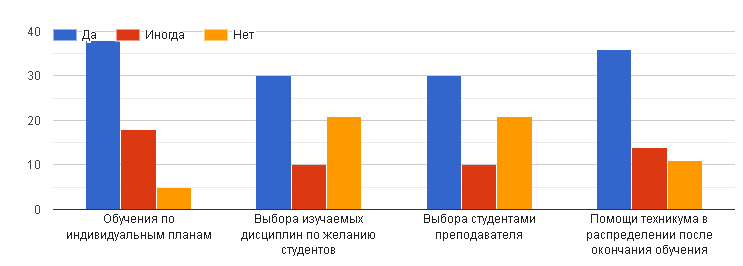 40
Да Иногда Нет
30
20
10
0
Обучения по
индивидуальным планам
Выбора изучаемых
дисциплин по желанию
студентов
Выбора студентами
преподавателя
Помощи техникума в
распределении после
окончания обучения